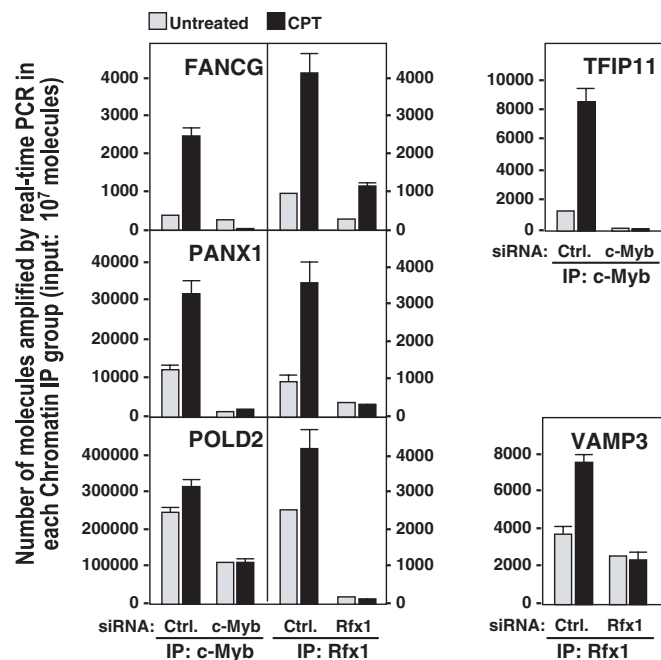 Untreated CPT
Number of molecules amplified by real-time PCR in
each Chromatin IP group (input: 10⁷ molecules)
FANCG
4000
3000
2000
1000
0
4000
3000
2000
1000
0
PANX1
40000
30000
20000
10000
0
4000
3000
2000
1000
0
POLD2
400000
300000
200000
100000
0
4000
3000
2000
1000
0
siRNA: Ctrl. c-Myb Ctrl. Rfx1
IP: c-Myb IP: Rfx1
TFIP11
10000
8000
6000
4000
2000
0
siRNA: Ctrl. c-Myb
IP: c-Myb
VAMP3
8000
6000
4000
2000
0
siRNA: Ctrl. Rfx1
IP: Rfx1